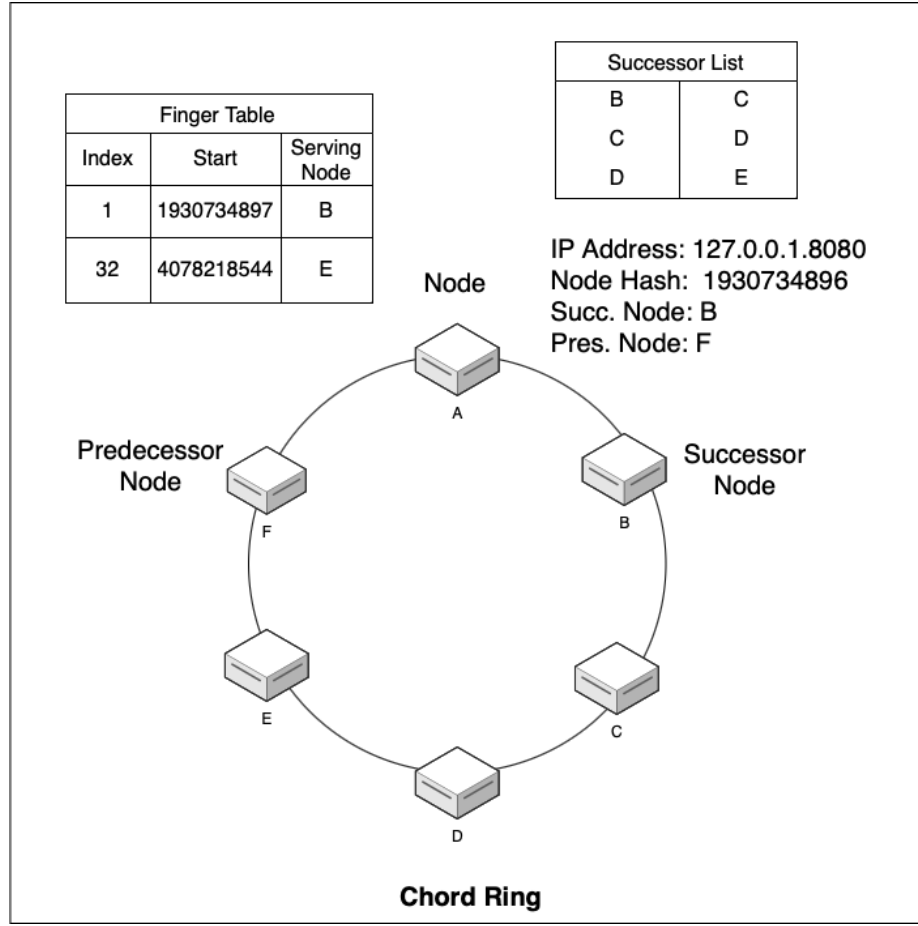 Successor List
B C
C D
D E
Finger Table
Index Start Serving
Node
1 1930734897 B
32 4078218544 E
IP Address: 127.0.0.1.8080
Node Hash: 1930734896
Succ. Node: B
Pres. Node: F
Node
A
Predecessor
Node
F
Successor
Node
B
E
C
D
Chord Ring